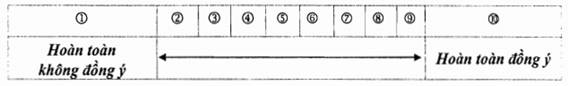 ① ② ③ ④ ⑤ ⑥ ⑦ ⑧ ⑨ ⑩
Hoàn toàn
không đồng ý
Hoàn toàn đồng ý